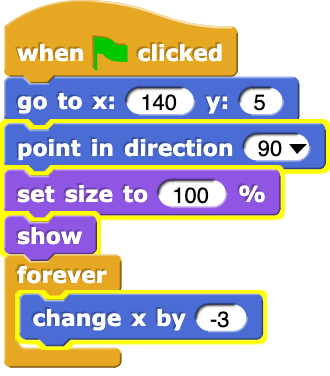 when clicked
go to x: 140 y: 5
point in direction 90
set size to 100 %
show
forever
change x by -3